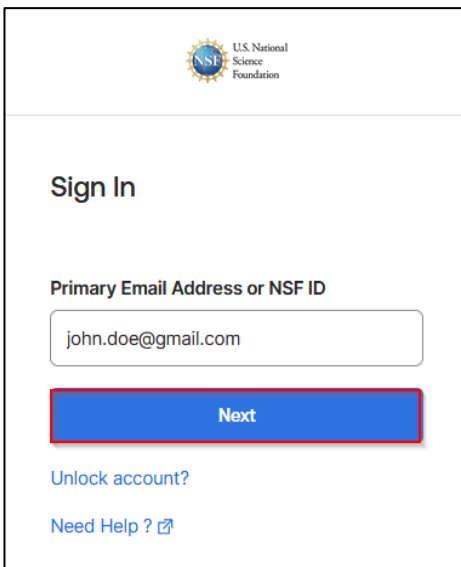 NSF
U.S. National
Science
Foundation
Sign In
Primary Email Address or NSF ID
john.doe@gmail.com
Next
Unlock account?
Need Help ?